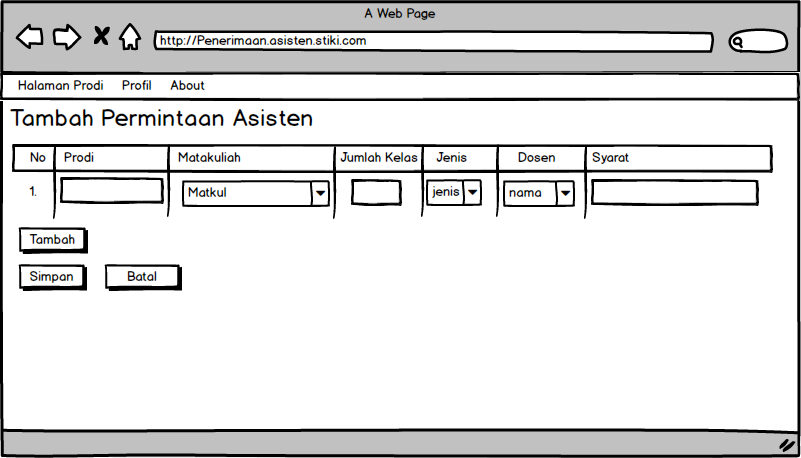 A Web Page
http://Penerimaan.asisten.stiki.com
Halaman Prodi Profil About
Tambah Permintaan Asisten
No Prodi Matakuliah Jumlah Kelas Jenis Dosen Syarat
1. Matkul jenis nama
Tambah
Simpan Batal